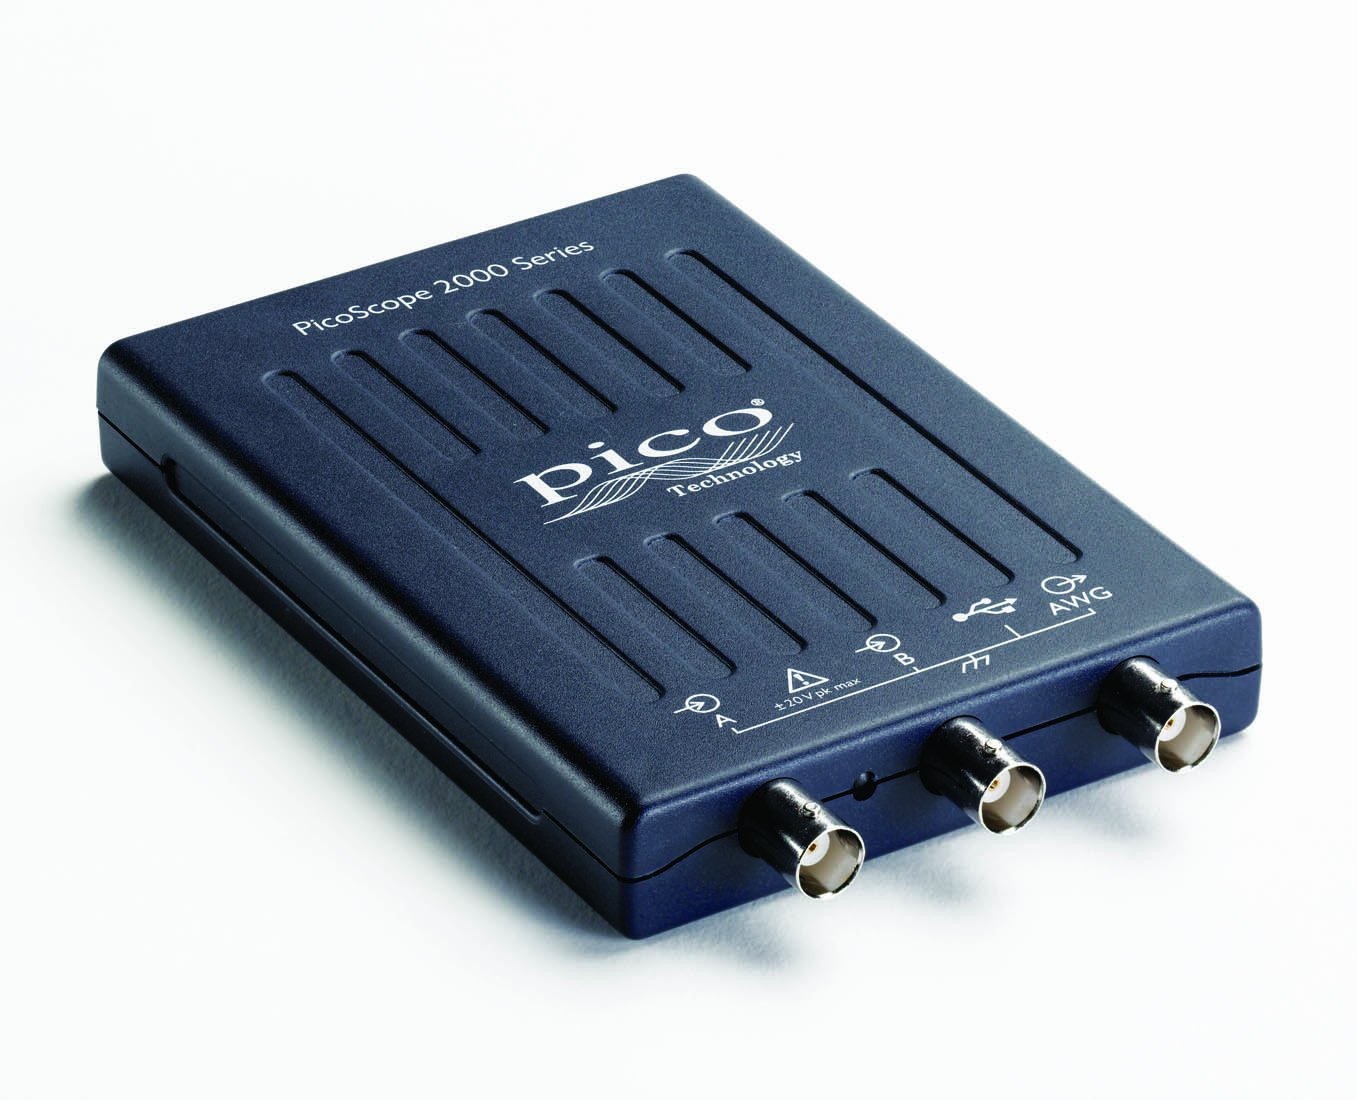 PicoScope 2000 Series
pico®
Technology
A
±20 V pk max
B
AWG